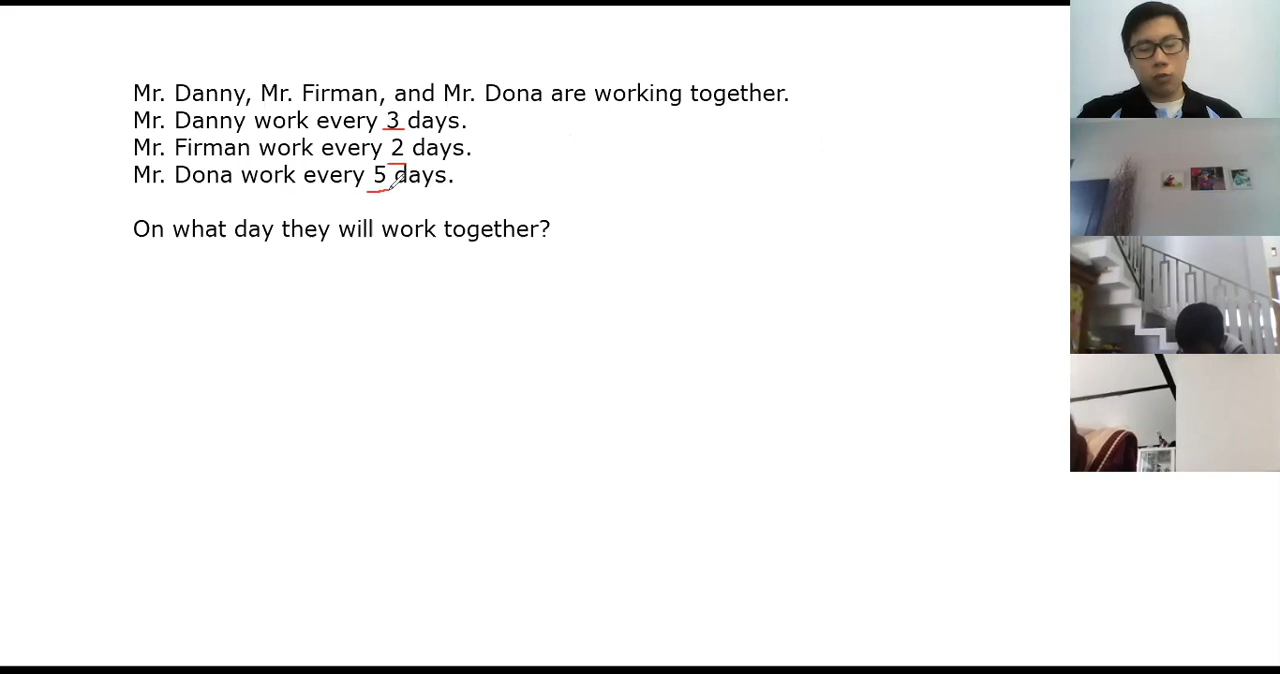 Mr. Danny, Mr. Firman, and Mr. Dona are working together.
Mr. Danny work every 3 days.
Mr. Firman work every 2 days.
Mr. Dona work every 5 days.
On what day they will work together?